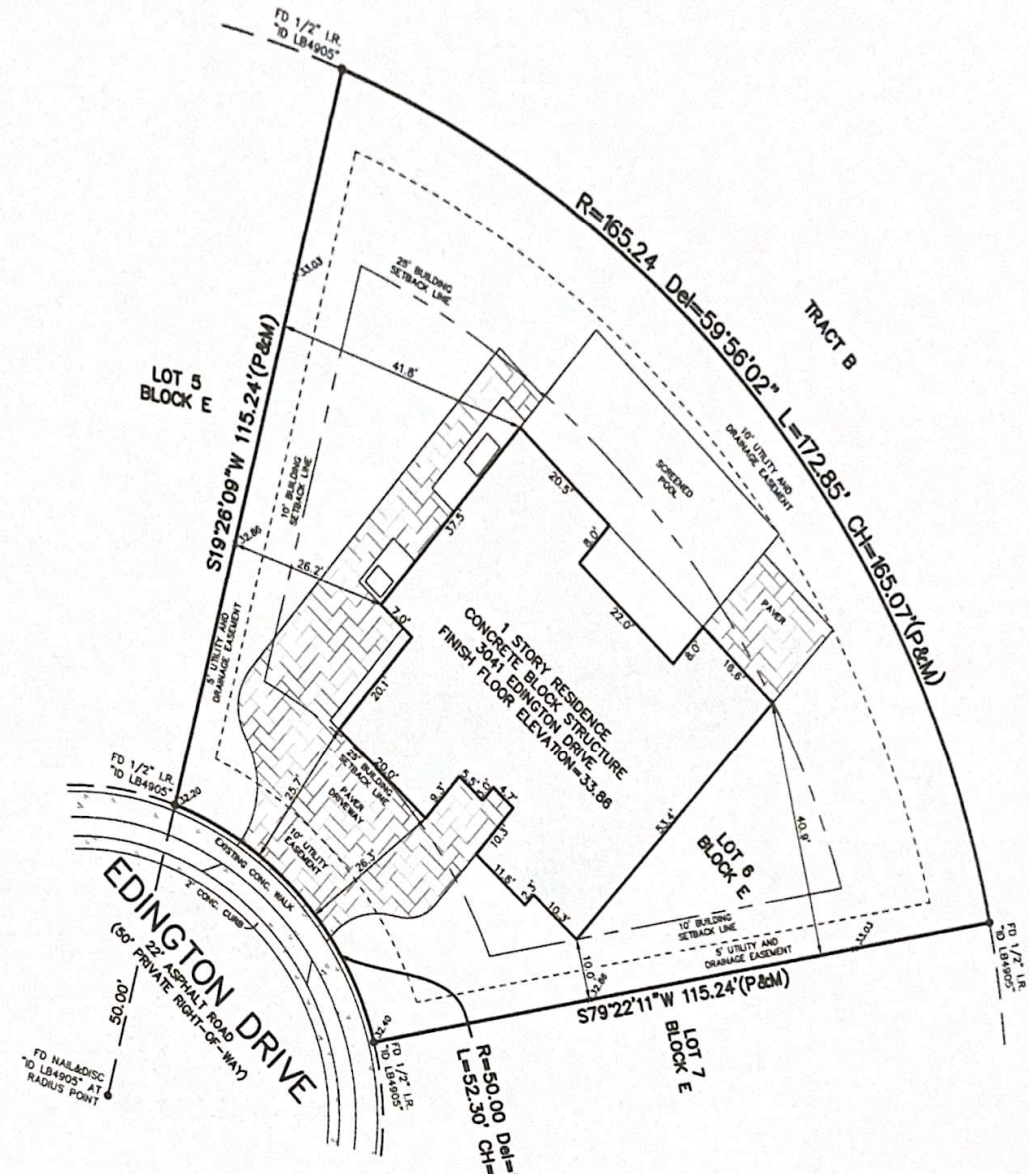 FD 1/2" I.R.
"ID LB4905"
R=165.24 Del=59°56'02" L=172.85' CH=165.07'(P&M)
TRACT B
33.03
25' BUILDING
SETBACK LINE
LOT 5
BLOCK E
S19°26'09"W 115.24'(P&M)
41.8'
10' UTILITY AND
DRAINAGE EASEMENT
SCREENED
POOL
20.5'
8.0'
10' BUILDING
SETBACK LINE
37.5'
32.86
26.2'
22.0'
8.0'
PAVER
16.6'
7.0'
20.1'
1 STORY RESIDENCE
CONCRETE BLOCK STRUCTURE
3041 EDINGTON DRIVE
FINISH FLOOR ELEVATION=33.86
5' UTILITY AND
DRAINAGE EASEMENT
25' BUILDING
SETBACK LINE
20.0'
PAVER
DRIVEWAY
25.7'
5.5'
4.7'
10.3'
53.4'
40.9'
FD 1/2" I.R.
"ID LB4905"
32.20
10' UTILITY
EASEMENT
26.3'
11.6'
10.3'
LOT 6
BLOCK E
EXISTING CONC. WALK
2' CONC. CURB
10' BUILDING
SETBACK LINE
5' UTILITY AND
DRAINAGE EASEMENT
33.03
FD 1/2" I.R.
"ID LB4905"
10.0'
32.86
S79°22'11"W 115.24'(P&M)
EDINGTON DRIVE
22' ASPHALT ROAD
(50' PRIVATE RIGHT-OF-WAY)
50.00'
FD NAIL&DISC
"ID LB4905" AT
RADIUS POINT
32.40
FD 1/2" I.R.
"ID LB4905"
LOT 7
BLOCK E
R=50.00 Del=
L=52.30' CH=